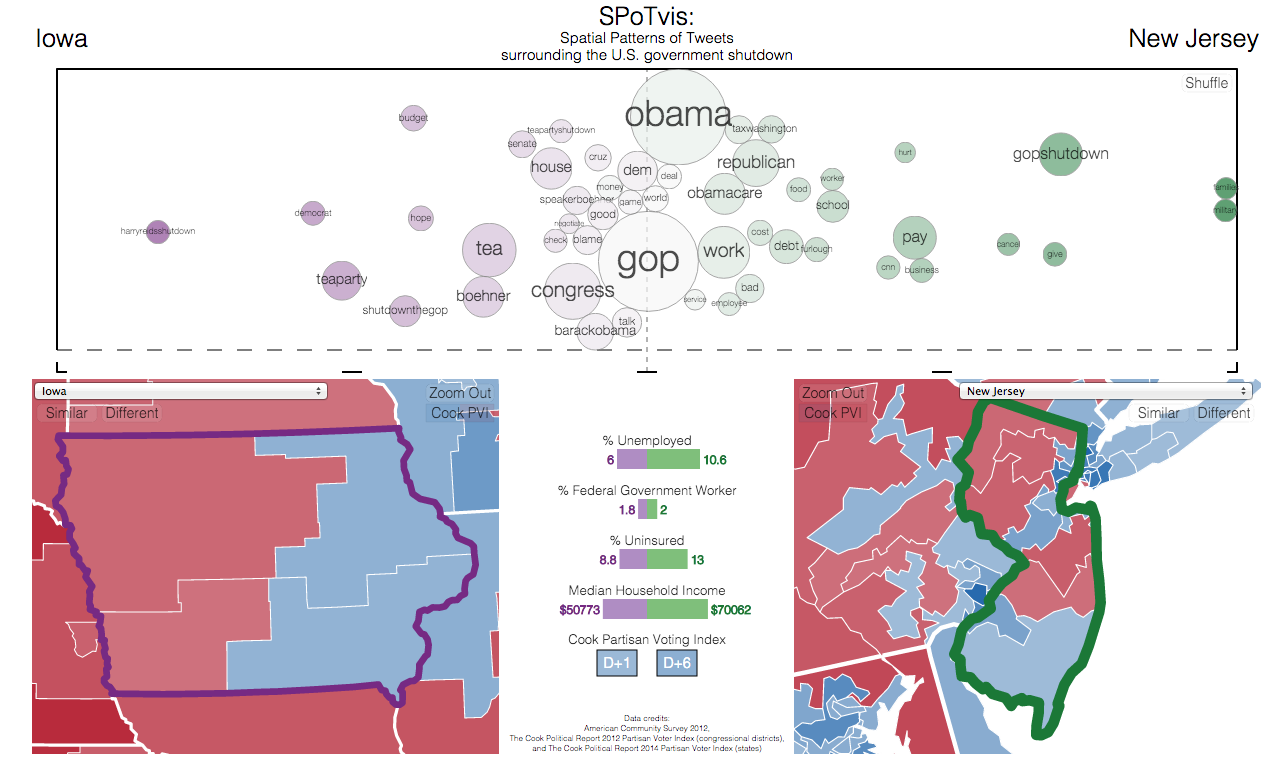 SPoTvis:
Iowa
Spatial Patterns of Tweets
New Jersey
surrounding the U.S. government shutdown
Shuffle
obama
budget
teapartyshutdown
taxwashington
senate
cruz
house
dem
deal
republican
hurt
gopshutdown
money
worker
families
speakerboehner
game
world
obamacare
food
school
military
democrat
hope
negotiate
good
harryreidsshutdown
check
blame
cost
debt
furlough
pay
cancel
give
tea
gop
work
teaparty
boehner
congress
cnn
business
shutdownthegop
service
employee
bad
barackobama
talk
Iowa
Similar
Different
Zoom Out
Cook PVI
Zoom Out
Cook PVI
New Jersey
Similar
Different
% Unemployed
6 10.6
% Federal Government Worker
1.8 2
% Uninsured
8.8 13
Median Household Income
$50773 $70062
Cook Partisan Voting Index
D+1 D+6
Data credits:
American Community Survey 2012,
The Cook Political Report 2012 Partisan Voter Index (congressional districts),
and The Cook Political Report 2014 Partisan Voter Index (states)